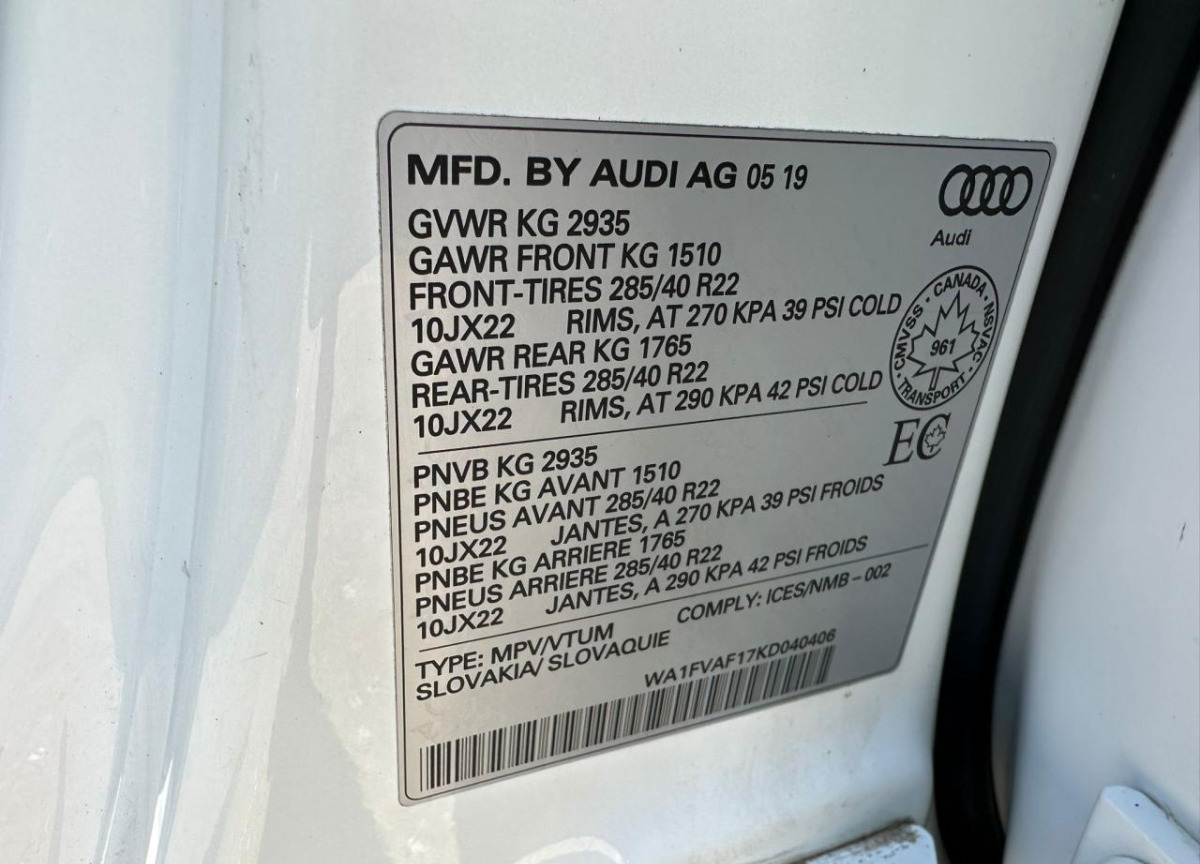 MFD. BY AUDI AG 05 19
Audi
GVWR KG 2935
GAWR FRONT KG 1510
FRONT-TIRES 285/40 R22
10JX22 RIMS, AT 270 KPA 39 PSI COLD
GAWR REAR KG 1765
REAR-TIRES 285/40 R22
10JX22 RIMS, AT 290 KPA 42 PSI COLD
CMVSS · CANADA · NSVAC · TRANSPORT ·
961
EC
PNVB KG 2935
PNBE KG AVANT 1510
PNEUS AVANT 285/40 R22
10JX22 JANTES, A 270 KPA 39 PSI FROIDS
PNBE KG ARRIERE 1765
PNEUS ARRIERE 285/40 R22
10JX22 JANTES, A 290 KPA 42 PSI FROIDS
TYPE: MPV/VTUM COMPLY: ICES/NMB-002
SLOVAKIA/ SLOVAQUIE
WA1FVAF17KD040406